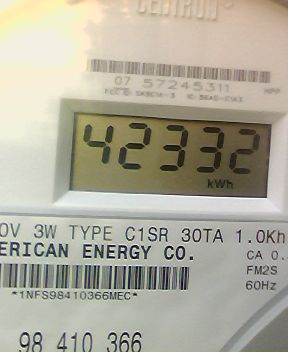 CENTRON®
07 57245311
42332
kWh
0V 3W TYPE C1SR 30TA 1.0Kh
ERICAN ENERGY CO.
CA 0.
FM2S
60Hz
*1NFS98410366MEC*
98 410 366